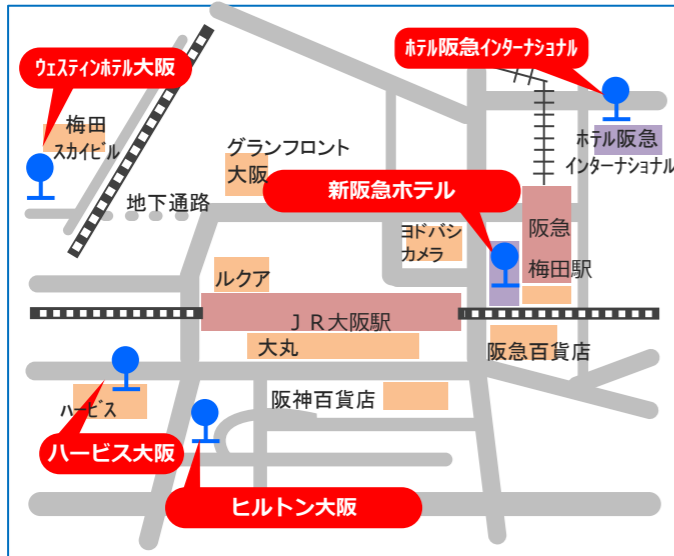 ホテル阪急インターナショナル
ウェスティンホテル大阪
梅田
スカイビル
グランフロント
大阪
ホテル阪急
インターナショナル
新阪急ホテル
地下通路
ヨドバシ
カメラ
阪急
梅田駅
ルクア
ＪＲ大阪駅
大丸
阪急百貨店
阪神百貨店
ハービス
ハービス大阪
ヒルトン大阪